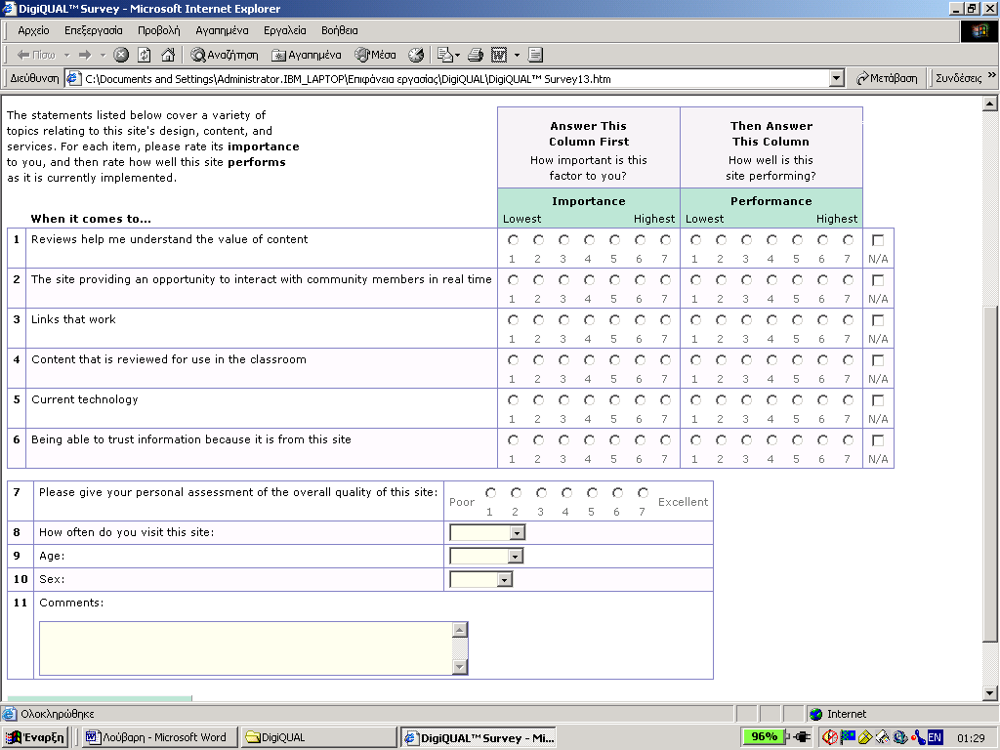 DigiQUAL™ Survey - Microsoft Internet Explorer
Αρχείο Επεξεργασία Προβολή Αγαπημένα Εργαλεία Βοήθεια
Πίσω Αναζήτηση Αγαπημένα Μέσα
Διεύθυνση C:\Documents and Settings\Administrator.IBM_LAPTOP\Επιφάνεια εργασίας\DigiQUAL\DigiQUAL™ Survey13.htm Μετάβαση Συνδέσεις »
The statements listed below cover a variety of
topics relating to this site's design, content, and
services. For each item, please rate its importance
to you, and then rate how well this site performs
as it is currently implemented.
Answer This
Column First
How important is this
factor to you?
Then Answer
This Column
How well is this
site performing?
Importance Performance
When it comes to... Lowest Highest Lowest Highest
1 Reviews help me understand the value of content
1 2 3 4 5 6 7 1 2 3 4 5 6 7 N/A
2 The site providing an opportunity to interact with community members in real time
1 2 3 4 5 6 7 1 2 3 4 5 6 7 N/A
3 Links that work
1 2 3 4 5 6 7 1 2 3 4 5 6 7 N/A
4 Content that is reviewed for use in the classroom
1 2 3 4 5 6 7 1 2 3 4 5 6 7 N/A
5 Current technology
1 2 3 4 5 6 7 1 2 3 4 5 6 7 N/A
6 Being able to trust information because it is from this site
1 2 3 4 5 6 7 1 2 3 4 5 6 7 N/A
7 Please give your personal assessment of the overall quality of this site:
Poor Excellent
1 2 3 4 5 6 7
8 How often do you visit this site:
9 Age:
10 Sex:
11 Comments:
Ολοκληρώθηκε Internet
Έναρξη Λούβαρη - Microsoft Word DigiQUAL DigiQUAL™ Survey - Mi... 96% EN 01:29